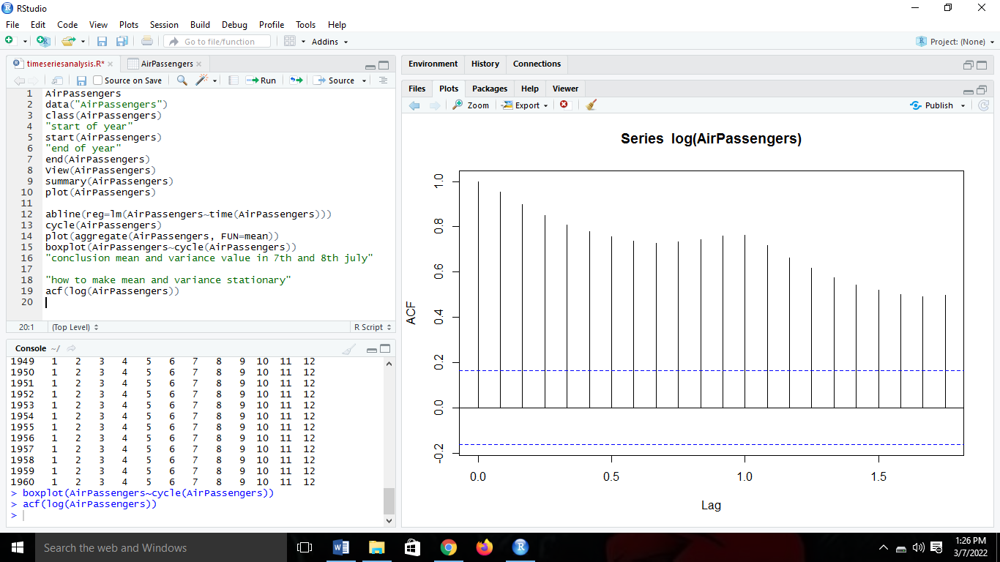 RStudio
File Edit Code View Plots Session Build Debug Profile Tools Help
Go to file/function Addins Project: (None)
timeseriesanalysis.R* AirPassengers
Source on Save Run Source
1 AirPassengers
2 data("AirPassengers")
3 class(AirPassengers)
4 "start of year"
5 start(AirPassengers)
6 "end of year"
7 end(AirPassengers)
8 View(AirPassengers)
9 summary(AirPassengers)
10 plot(AirPassengers)
11
12 abline(reg=lm(AirPassengers~time(AirPassengers)))
13 cycle(AirPassengers)
14 plot(aggregate(AirPassengers, FUN=mean))
15 boxplot(AirPassengers~cycle(AirPassengers))
16 "conclusion mean and variance value in 7th and 8th july"
17
18 "how to make mean and variance stationary"
19 acf(log(AirPassengers))
20
20:1 (Top Level) R Script
Console ~/
1949 1 2 3 4 5 6 7 8 9 10 11 12
1950 1 2 3 4 5 6 7 8 9 10 11 12
1951 1 2 3 4 5 6 7 8 9 10 11 12
1952 1 2 3 4 5 6 7 8 9 10 11 12
1953 1 2 3 4 5 6 7 8 9 10 11 12
1954 1 2 3 4 5 6 7 8 9 10 11 12
1955 1 2 3 4 5 6 7 8 9 10 11 12
1956 1 2 3 4 5 6 7 8 9 10 11 12
1957 1 2 3 4 5 6 7 8 9 10 11 12
1958 1 2 3 4 5 6 7 8 9 10 11 12
1959 1 2 3 4 5 6 7 8 9 10 11 12
1960 1 2 3 4 5 6 7 8 9 10 11 12
> boxplot(AirPassengers~cycle(AirPassengers))
> acf(log(AirPassengers))
>
Environment History Connections
Files Plots Packages Help Viewer
Zoom Export Publish
Series log(AirPassengers)
1.0
0.8
0.6
0.4
0.2
0.0
-0.2
ACF
0.0 0.5 1.0 1.5
Lag
Search the web and Windows
1:26 PM
3/7/2022